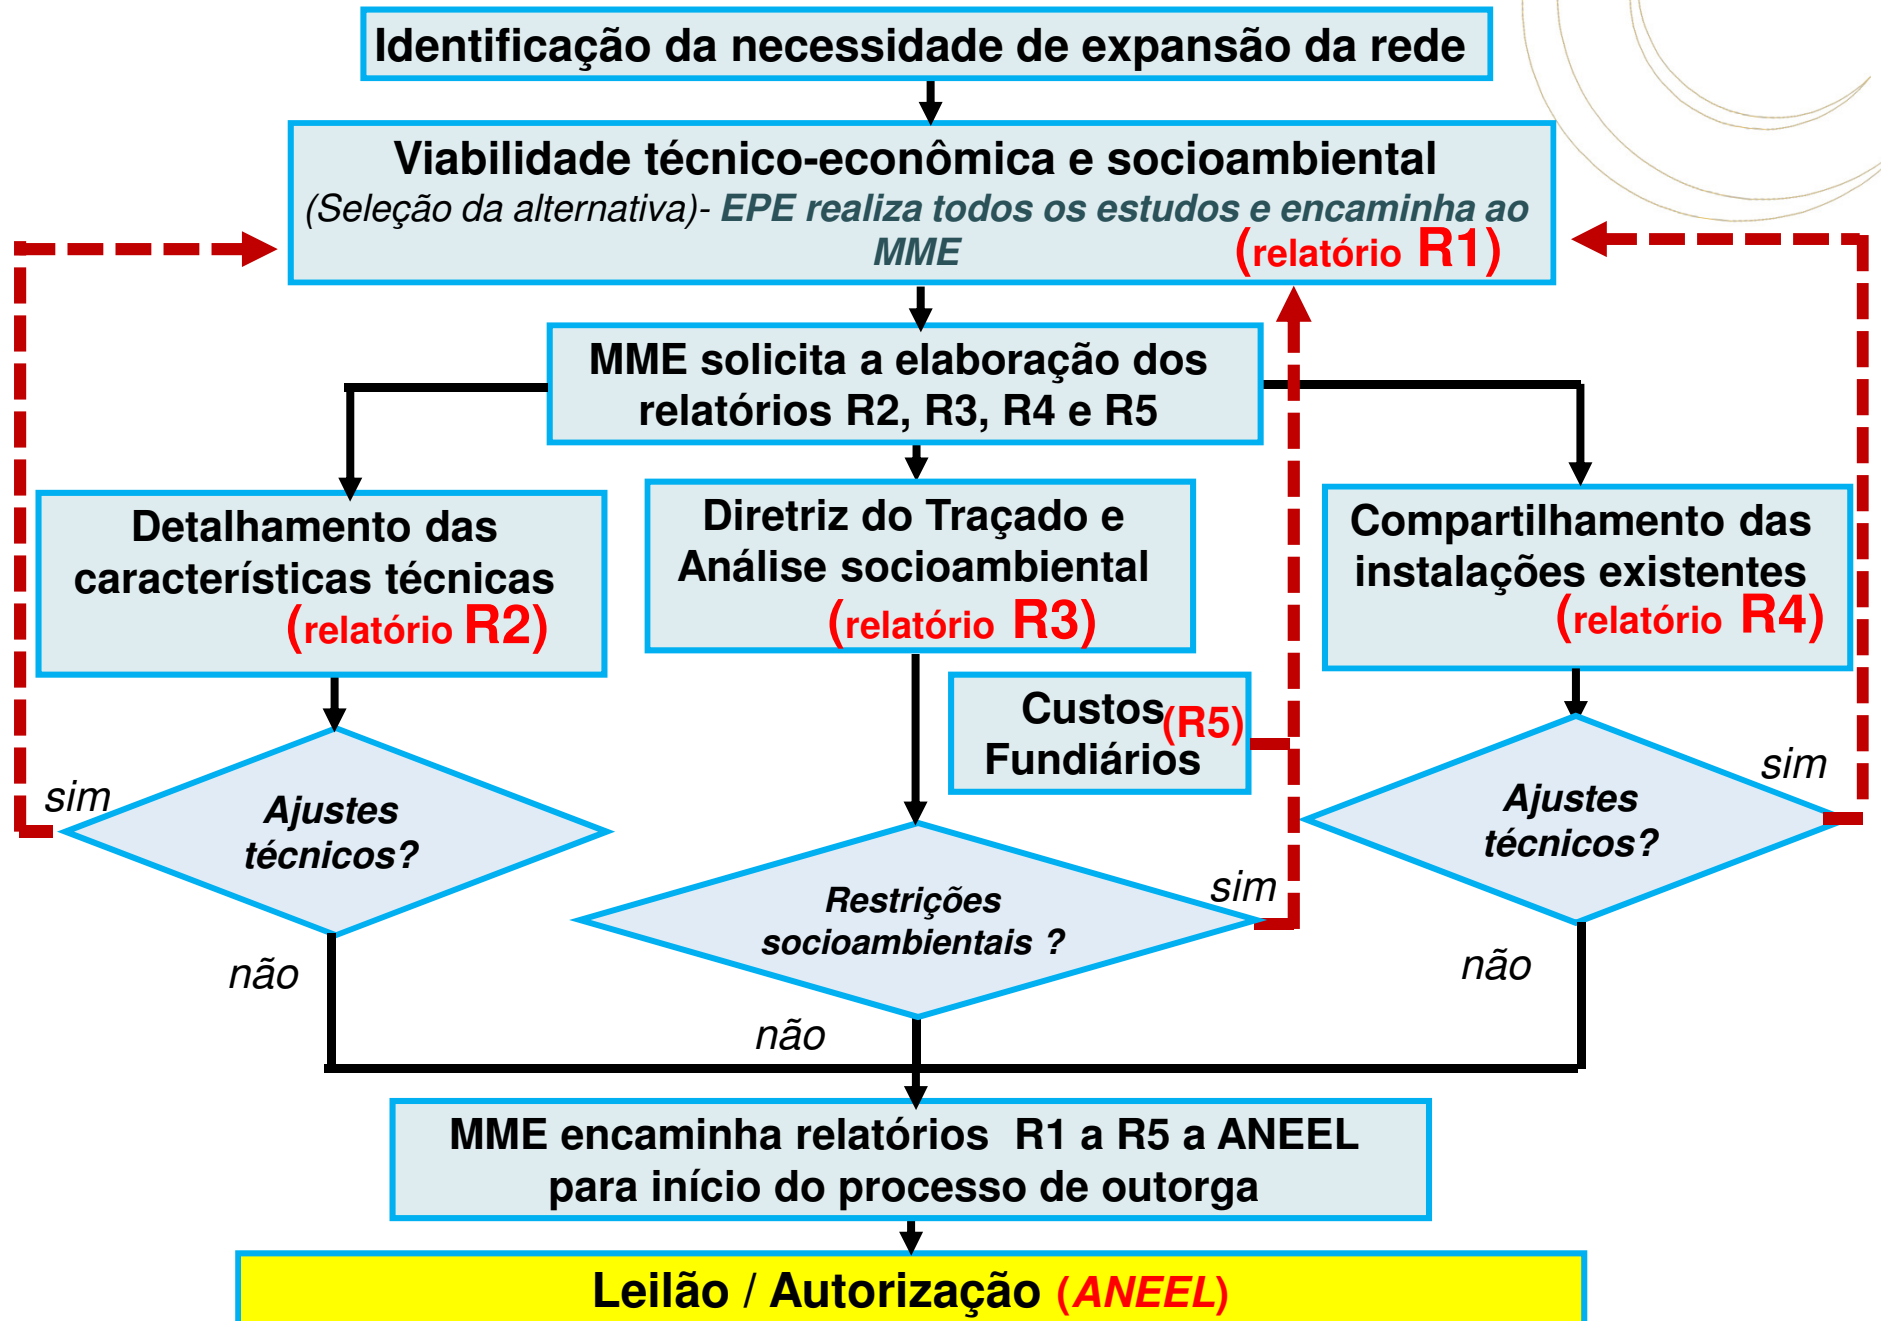 Identificação da necessidade de expansão da rede
Viabilidade técnico-econômica e socioambiental
(Seleção da alternativa)- EPE realiza todos os estudos e encaminha ao
MME (relatório R1)
MME solicita a elaboração dos
relatórios R2, R3, R4 e R5
Detalhamento das
características técnicas
(relatório R2)
Diretriz do Traçado e
Análise socioambiental
(relatório R3)
Compartilhamento das
instalações existentes
(relatório R4)
Custos (R5)
Fundiários
sim
Ajustes
técnicos?
não
Restrições
socioambientais ?
sim
não
Ajustes
técnicos?
sim
não
MME encaminha relatórios R1 a R5 a ANEEL
para início do processo de outorga
Leilão / Autorização (ANEEL)